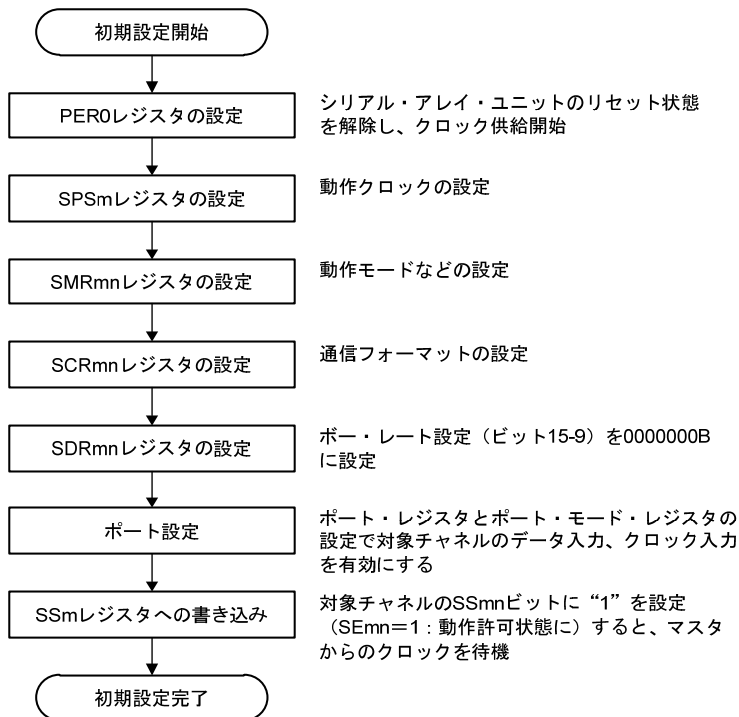 初期設定開始
PER0レジスタの設定
シリアル・アレイ・ユニットのリセット状態
を解除し、クロック供給開始
SPSmレジスタの設定
動作クロックの設定
SMRmnレジスタの設定
動作モードなどの設定
SCRmnレジスタの設定
通信フォーマットの設定
SDRmnレジスタの設定
ボー・レート設定（ビット15-9）を0000000B
に設定
ポート設定
ポート・レジスタとポート・モード・レジスタの
設定で対象チャネルのデータ入力、クロック入力
を有効にする
SSmレジスタへの書き込み
対象チャネルのSSmnビットに“1”を設定
（SEmn＝1：動作許可状態に）すると、マスタ
からのクロックを待機
初期設定完了